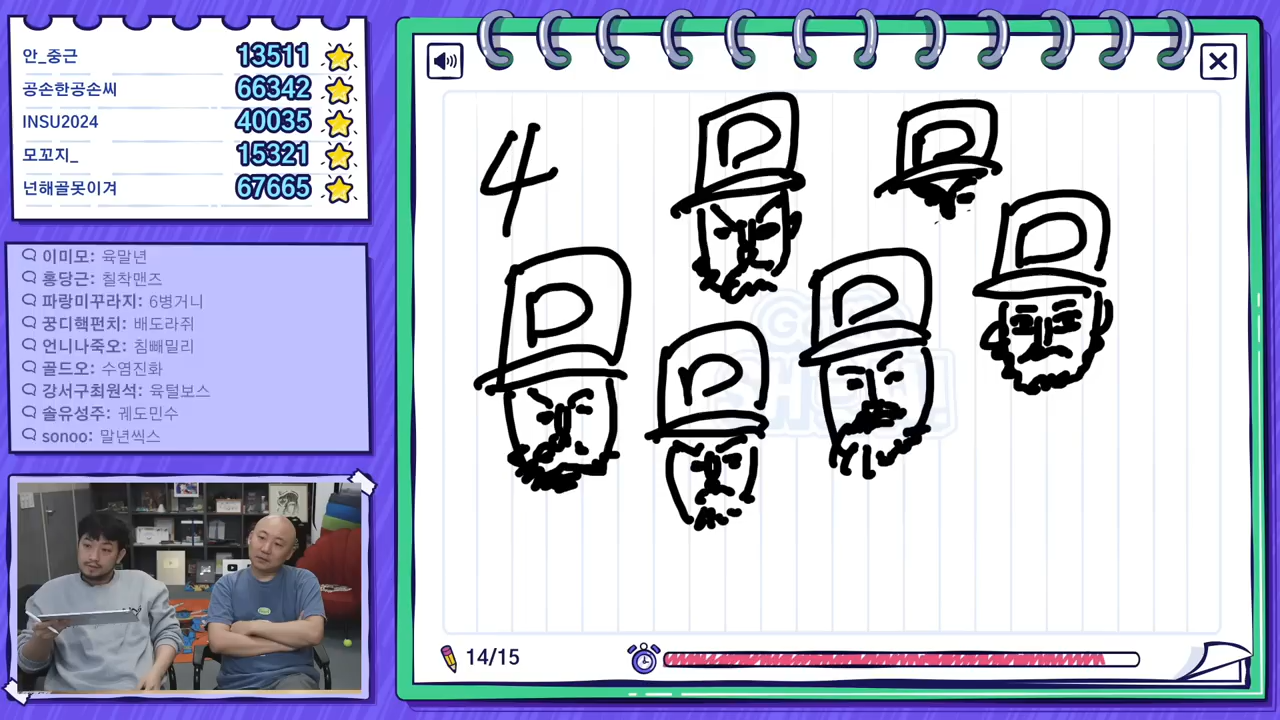 안_중근 13511
공손한공손씨 66342
INSU2024 40035
모꼬지_ 15321
넌해골못이겨 67665
이미모: 육말년
홍당근: 칠착맨즈
파랑미꾸라지: 6병거니
꿍디핵펀치: 배도라쥐
언니나죽오: 침빼밀리
골드오: 수염진화
강서구최원석: 육털보스
솔유성주: 궤도민수
sonoo: 말년씩스
4
14/15